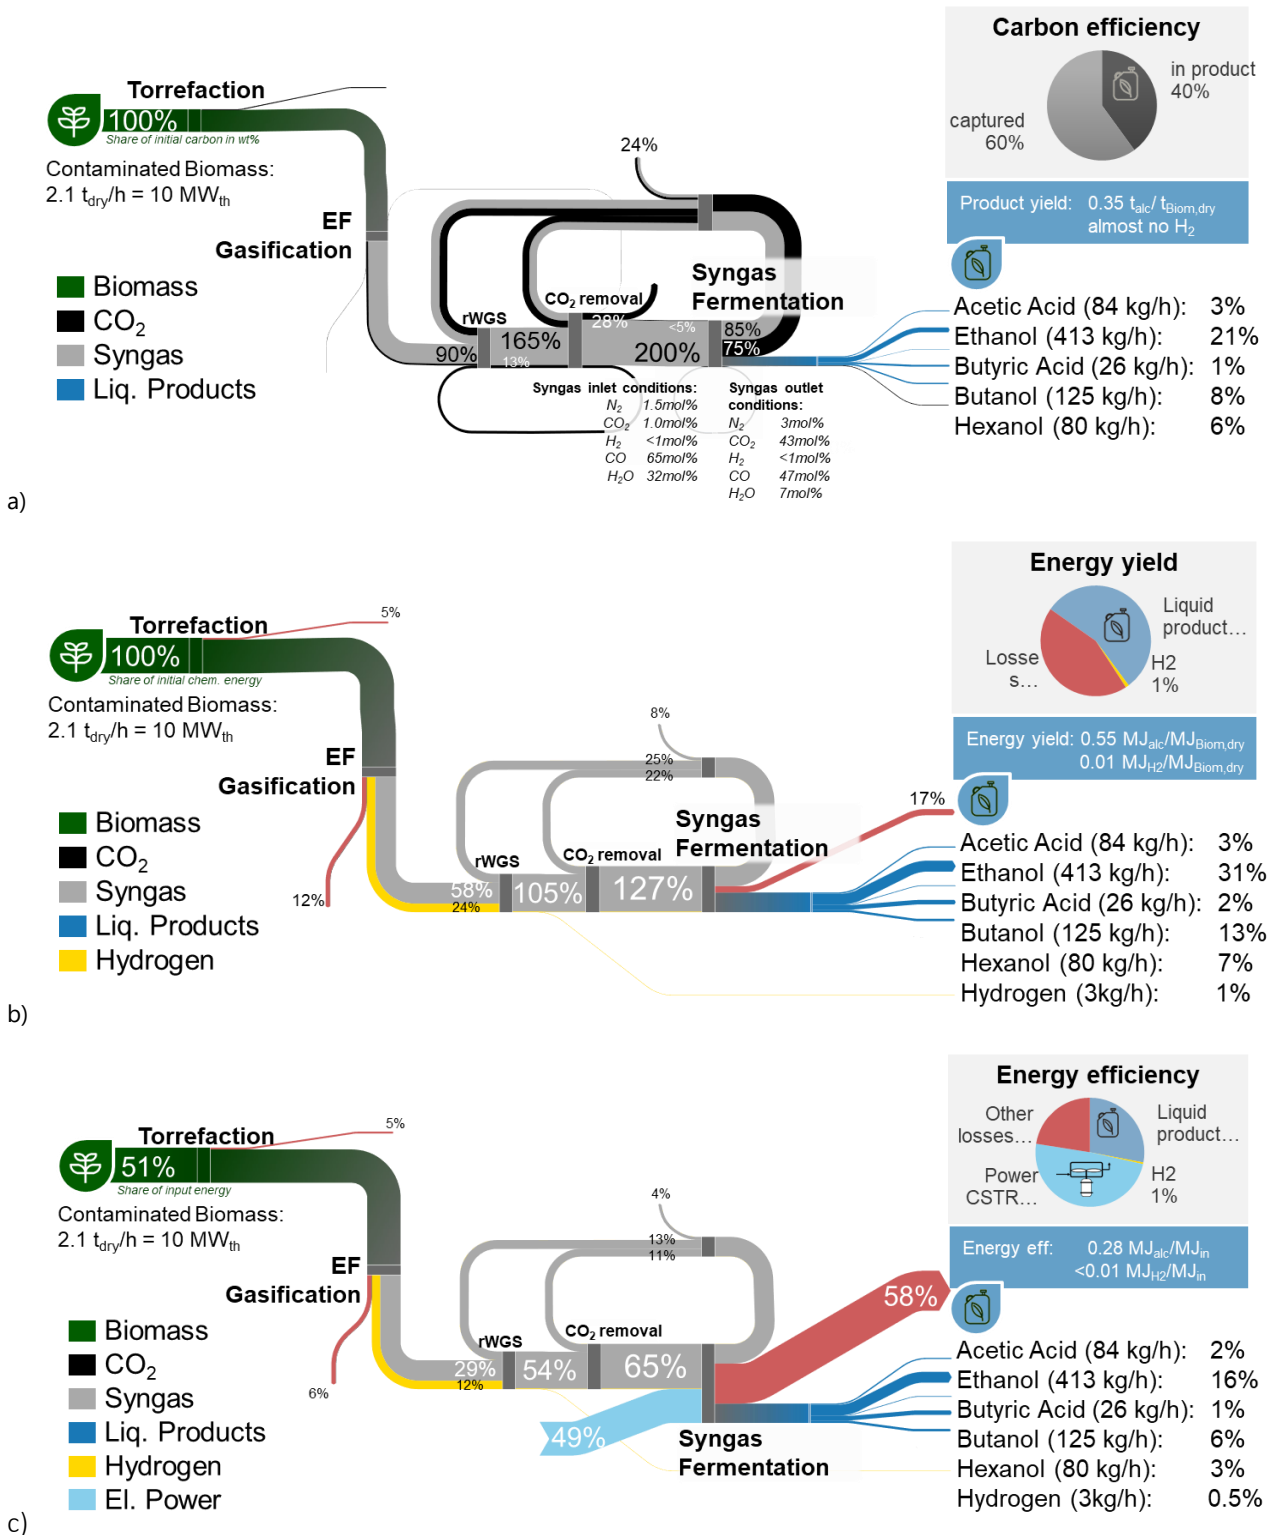 Carbon efficiency
in product
40%
captured
60%
Torrefaction
100%
Share of initial carbon in wt%
Contaminated Biomass:
2.1 tdry/h = 10 MWth
24%
Product yield: 0.35 talc/ tBiom,dry
almost no H2
EF
Gasification
Biomass
CO2
Syngas
Liq. Products
Syngas
Fermentation
CO2 removal
rWGS
28%
<5%
85%
165%
90%
13%
200%
75%
Acetic Acid (84 kg/h): 3%
Ethanol (413 kg/h): 21%
Butyric Acid (26 kg/h): 1%
Butanol (125 kg/h): 8%
Hexanol (80 kg/h): 6%
Syngas inlet conditions:
N2 1.5mol%
CO2 1.0mol%
H2 <1mol%
CO 65mol%
H2O 32mol%
Syngas outlet
conditions:
N2 3mol%
CO2 43mol%
H2 <1mol%
CO 47mol%
H2O 7mol%
a)
Energy yield
Liquid
product…
Losse
s…
H2
1%
Torrefaction
5%
100%
Share of initial chem. energy
Contaminated Biomass:
2.1 tdry/h = 10 MWth
8%
Energy yield: 0.55 MJalc/MJBiom,dry
0.01 MJH2/MJBiom,dry
EF
Gasification
25%
22%
17%
Biomass
CO2
Syngas
Liq. Products
Hydrogen
Syngas
Fermentation
CO2 removal
rWGS
58%
24%
105%
127%
12%
Acetic Acid (84 kg/h): 3%
Ethanol (413 kg/h): 31%
Butyric Acid (26 kg/h): 2%
Butanol (125 kg/h): 13%
Hexanol (80 kg/h): 7%
Hydrogen (3kg/h): 1%
b)
Energy efficiency
Other
losses…
Liquid
product…
Power
CSTR…
H2
1%
Torrefaction
5%
51%
Share of input energy
Contaminated Biomass:
2.1 tdry/h = 10 MWth
4%
Energy eff: 0.28 MJalc/MJin
<0.01 MJH2/MJin
EF
Gasification
13%
11%
58%
Biomass
CO2
Syngas
Liq. Products
Hydrogen
El. Power
CO2 removal
rWGS
29%
12%
54%
65%
6%
49%
Syngas
Fermentation
Acetic Acid (84 kg/h): 2%
Ethanol (413 kg/h): 16%
Butyric Acid (26 kg/h): 1%
Butanol (125 kg/h): 6%
Hexanol (80 kg/h): 3%
Hydrogen (3kg/h): 0.5%
c)